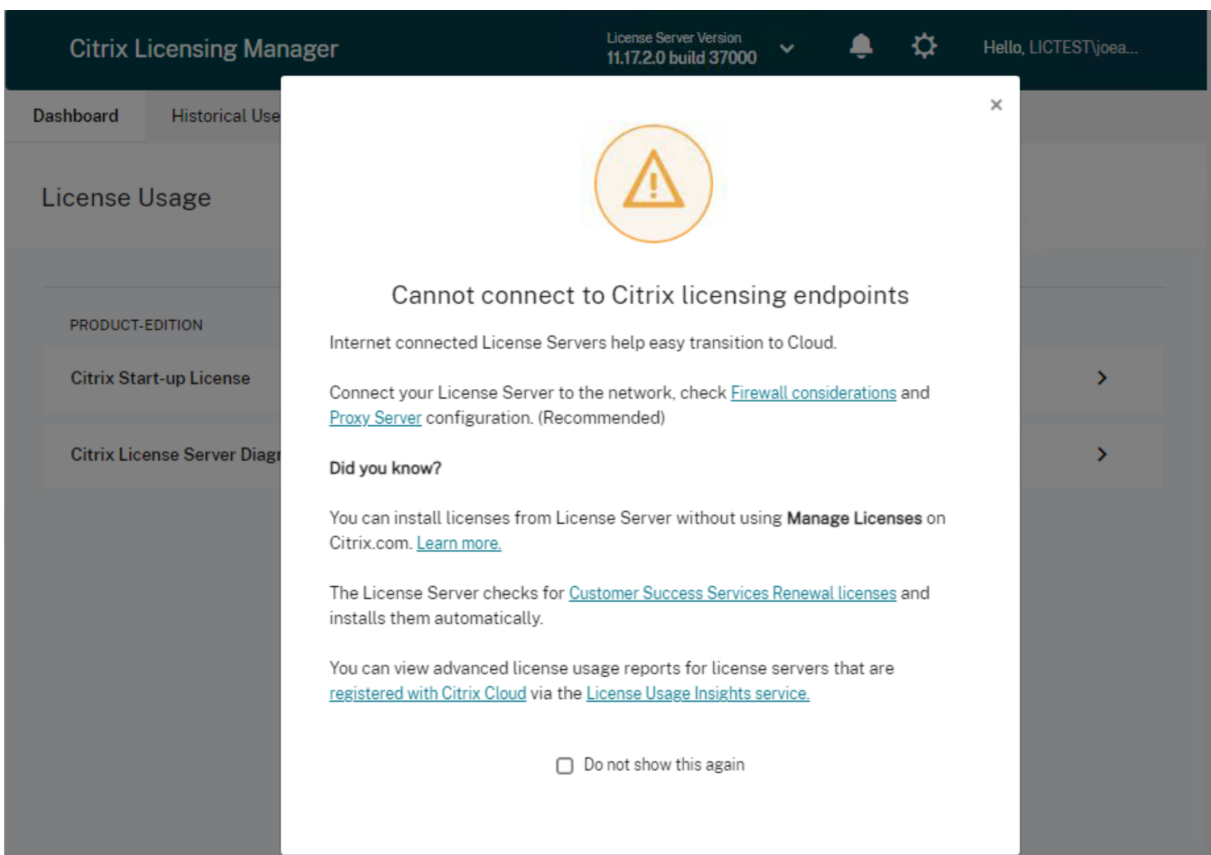 Citrix Licensing Manager
License Server Version
11.17.2.0 build 37000
Hello, LICTEST\joea...
Dashboard
Historical Use
×
License Usage
Cannot connect to Citrix licensing endpoints
PRODUCT-EDITION
Internet connected License Servers help easy transition to Cloud.
Citrix Start-up License
Connect your License Server to the network, check Firewall considerations and
Proxy Server configuration. (Recommended)
Citrix License Server Diagr
Did you know?
You can install licenses from License Server without using Manage Licenses on
Citrix.com. Learn more.
The License Server checks for Customer Success Services Renewal licenses and
installs them automatically.
You can view advanced license usage reports for license servers that are
registered with Citrix Cloud via the License Usage Insights service.
Do not show this again